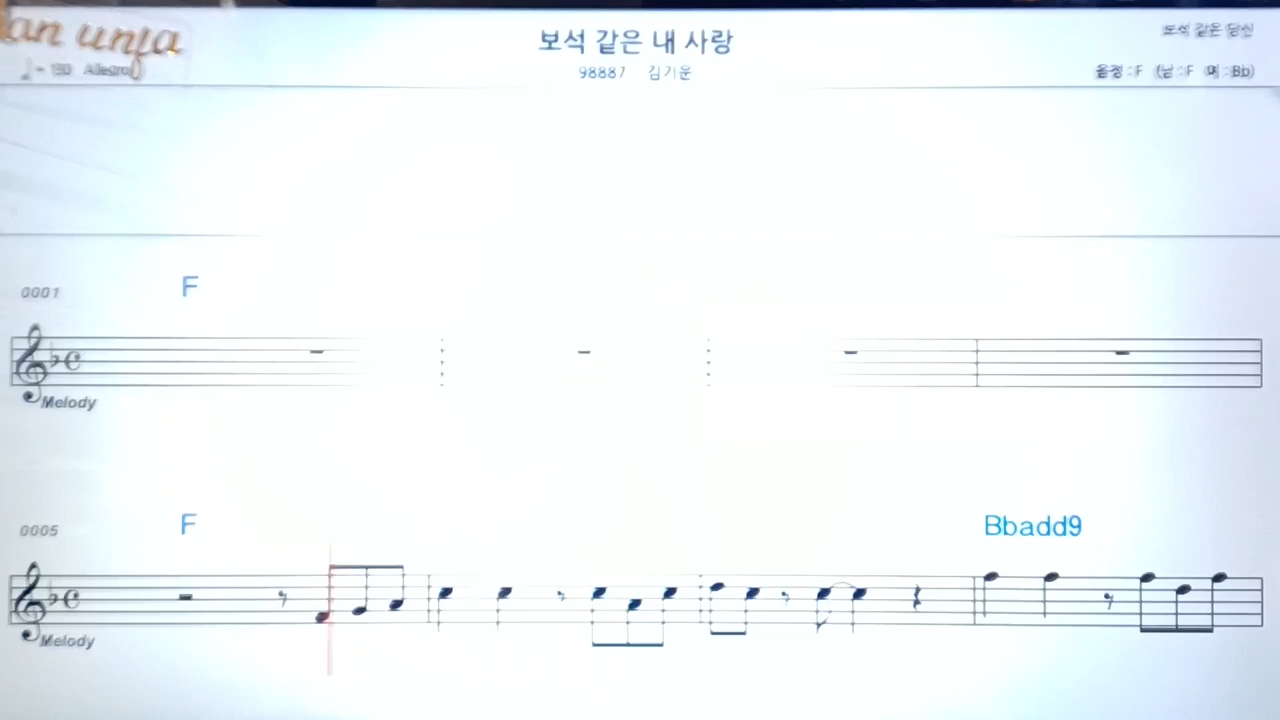 an unja
보석 같은 내 사랑
보석 같은 당신
♩= 130 Allegro
98887 김기운
음정 : F (남 : F 여 : Bb)
0001 F
Melody
0005 F Bbadd9
Melody